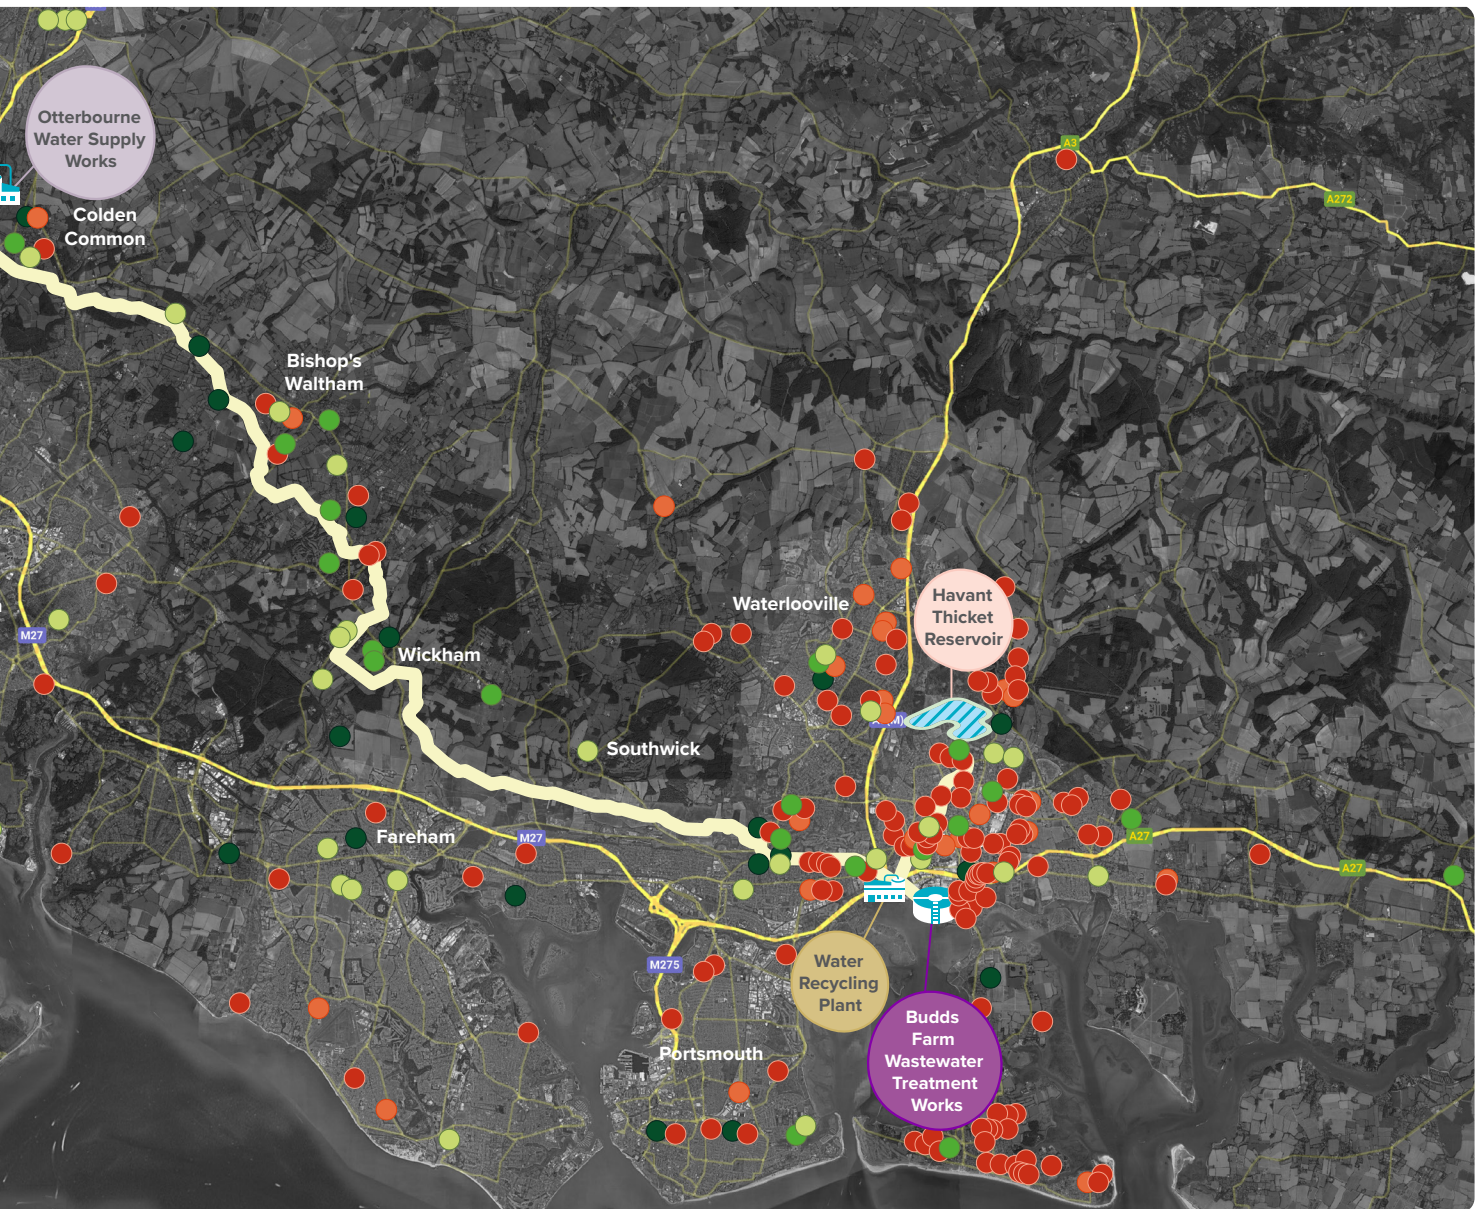 Otterbourne
Water Supply
Works
Colden
Common
A3
A272
Bishop's
Waltham
Waterlooville
Havant
Thicket
Reservoir
M27
Wickham
Southwick
Fareham
M27
A27
A27
M275
Water
Recycling
Plant
Budds
Farm
Wastewater
Treatment
Works
Portsmouth